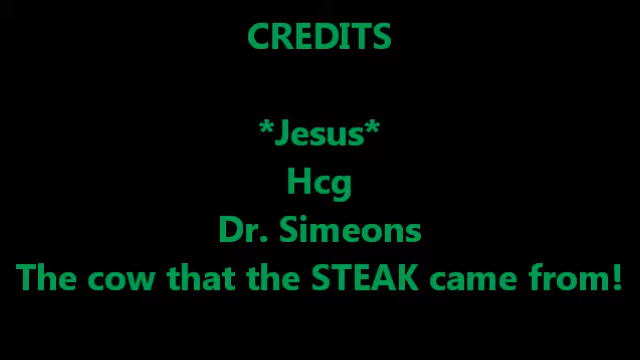 CREDITS
*Jesus*
Hcg
Dr. Simeons
The cow that the STEAK came from!